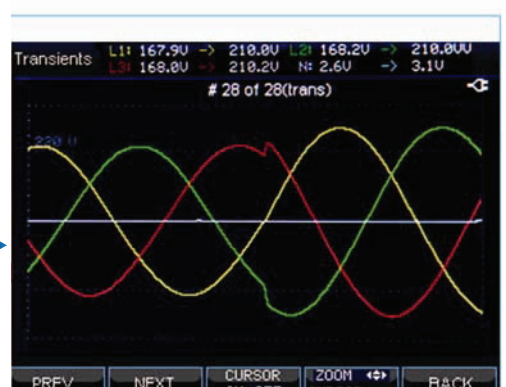 Transients L1: 167.9V -> 210.0V L2: 168.2V -> 210.0VV
L3: 168.0V -> 210.2V N: 2.6V -> 3.1V
# 28 of 28(trans)
220 V
PREV NEXT CURSOR ZOOM BACK